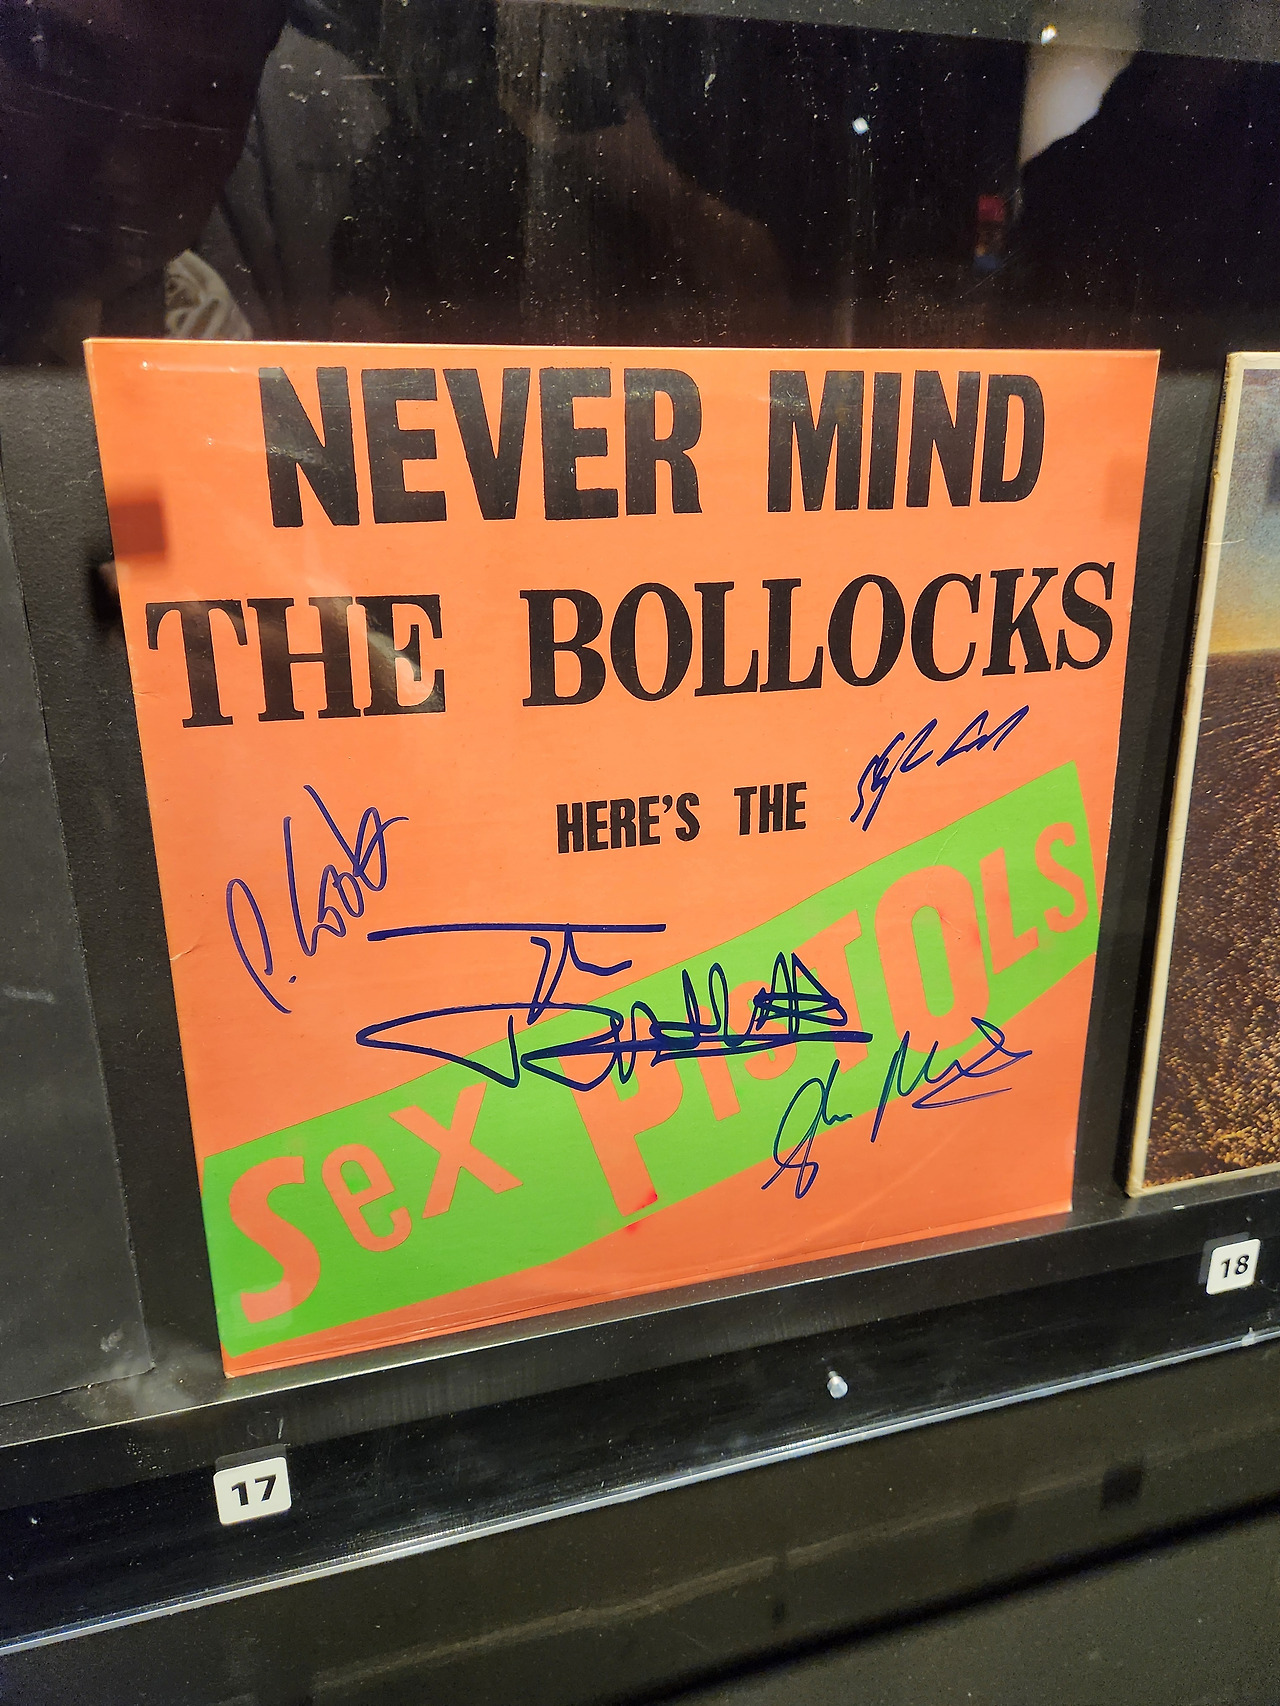 NEVER MIND
THE BOLLOCKS
HERE'S THE
Sex PISTOLS
17
18